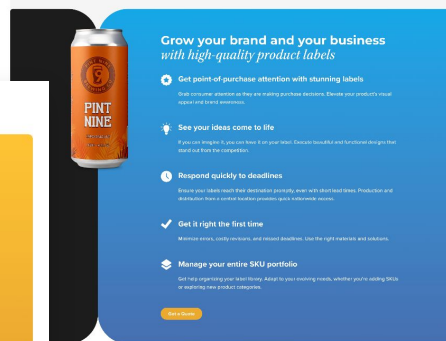 Grow your brand and your business
with high-quality product labels
Get point-of-purchase attention with stunning labels
Grab consumer attention as they are making purchase decisions. Elevate your product's visual
appeal and brand awareness.
See your ideas come to life
If you can imagine it, you can have it on your label. Execute beautiful and functional designs that
stand out from the competition.
Respond quickly to deadlines
Ensure your labels reach their destination promptly, even with short lead times. Production and
distribution from a central location provides quick nationwide access.
Get it right the first time
Minimize errors, costly revisions, and missed deadlines. Use the right materials and solutions.
Manage your entire SKU portfolio
Get help organizing your label library. Adapt to your evolving needs, whether you're adding SKUs
or exploring new product categories.
Get a Quote
PINT
NINE